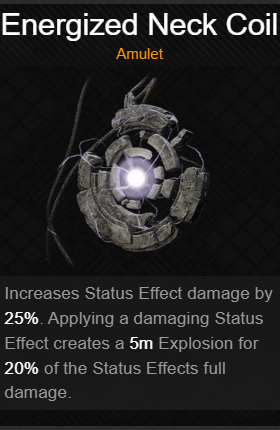 Energized Neck Coil
Amulet
Increases Status Effect damage by
25%. Applying a damaging Status
Effect creates a 5m Explosion for
20% of the Status Effects full
damage.